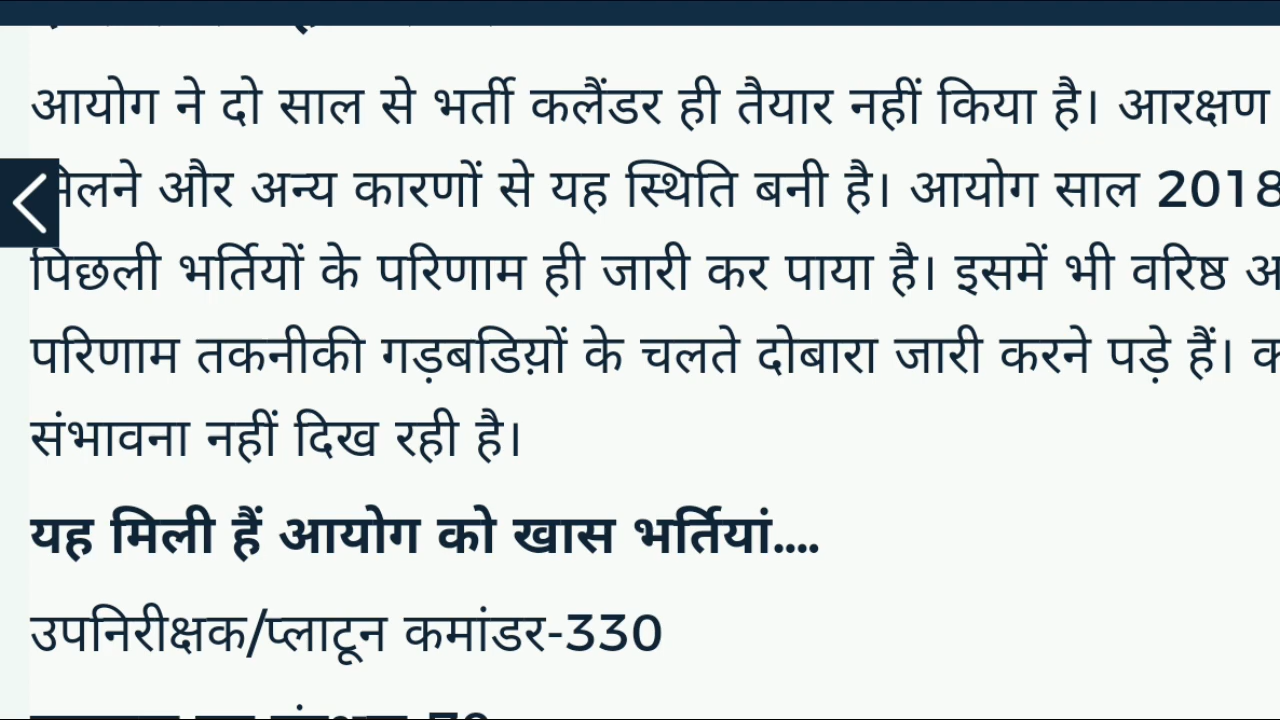 आयोग ने दो साल से भर्ती कलैंडर ही तैयार नहीं किया है। आरक्षण
और अन्य कारणों से यह स्थिति बनी है। आयोग साल 2018
पिछली भर्तियों के परिणाम ही जारी कर पाया है। इसमें भी वरिष्ठ
परिणाम तकनीकी गड़बडिय़ों के चलते दोबारा जारी करने पड़े हैं।
संभावना नहीं दिख रही है।
यह मिली हैं आयोग को खास भर्तियां....
उपनिरीक्षक/प्लाटून कमांडर-330